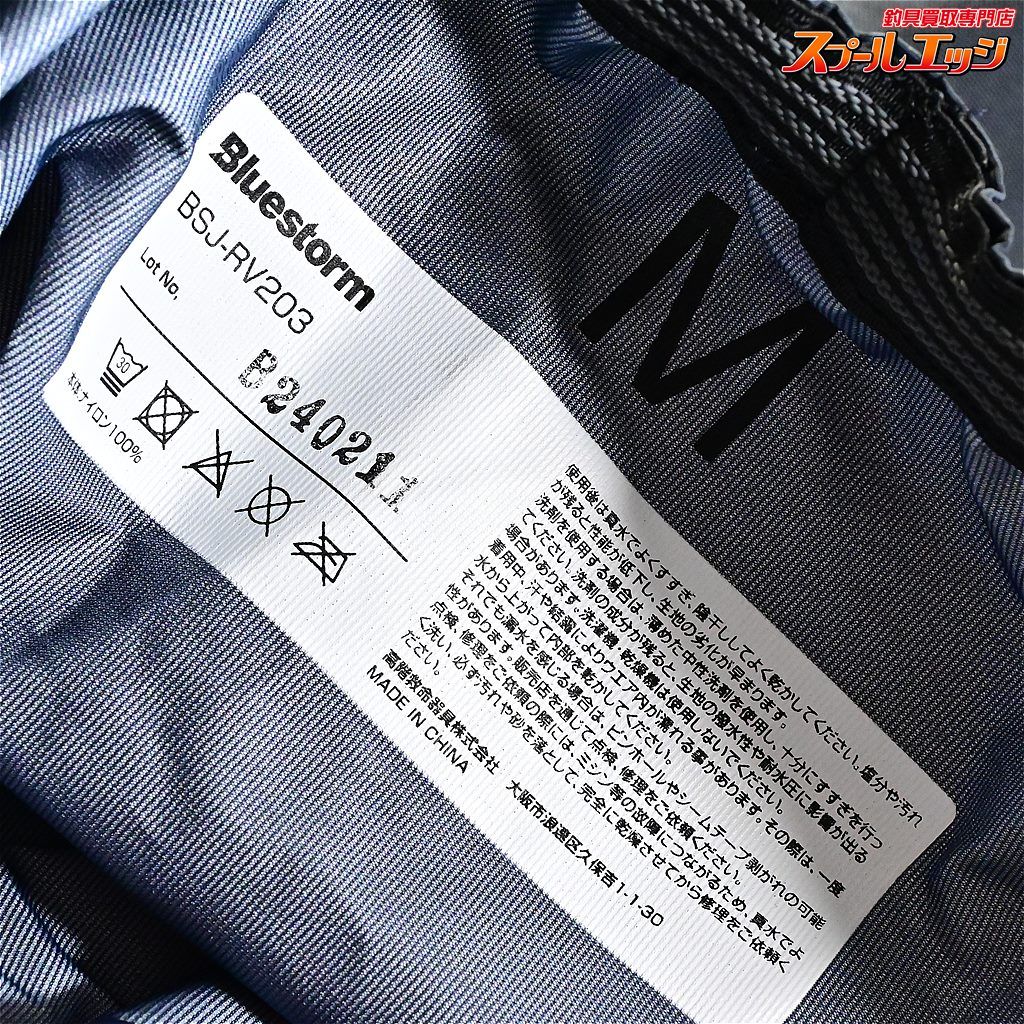 釣具買取専門店
スプールエッジ
Bluestorm
BSJ-RV203
Lot No,
B240211
30
本体:ナイロン100%
M
使用後は真水でよくすすぎ、陰干ししてよく乾かしてください。塩分や汚れ
が残ると性能が低下し、生地の劣化が早まります。
洗剤を使用する場合は、薄めた中性洗剤を使用し、十分にすすぎを行っ
てください。洗剤の成分が残ると、生地の撥水性や耐水圧に影響が出る
場合があります。洗濯機・乾燥機は使用しないでください。
着用中、汗や結露によりウエア内が濡れる事があります。その際は、一度
水から上がって内部を乾かしてください。
それでも漏水を感じる場合は、ピンホールやシームテープ剥がれの可能
性があります。販売店を通じて点検、修理をご依頼ください。
点検、修理をご依頼の際には、ミシン等の故障につながるため、真水でよ
く洗い、必ず汚れや砂を落として、完全に乾燥させてから修理をご依頼く
ださい。
高階救命器具株式会社 大阪市浪速区久保吉1-1-30
MADE IN CHINA